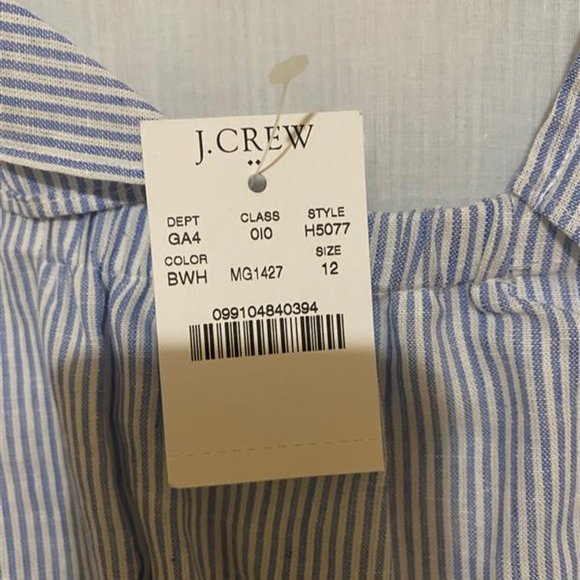 J.CREW
DEPT CLASS STYLE
GA4 010 H5077
COLOR SIZE
BWH MG1427 12
099104840394